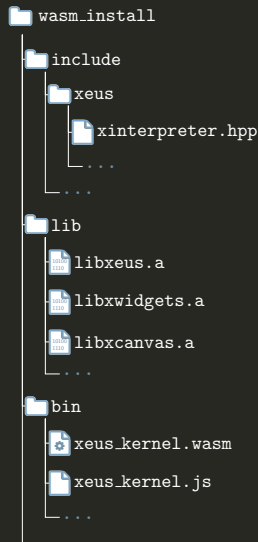 wasm_install
include
xeus
xinterpreter.hpp
...
...
lib
libxeus.a
libxwidgets.a
libxcanvas.a
...
bin
xeus_kernel.wasm
xeus_kernel.js
...